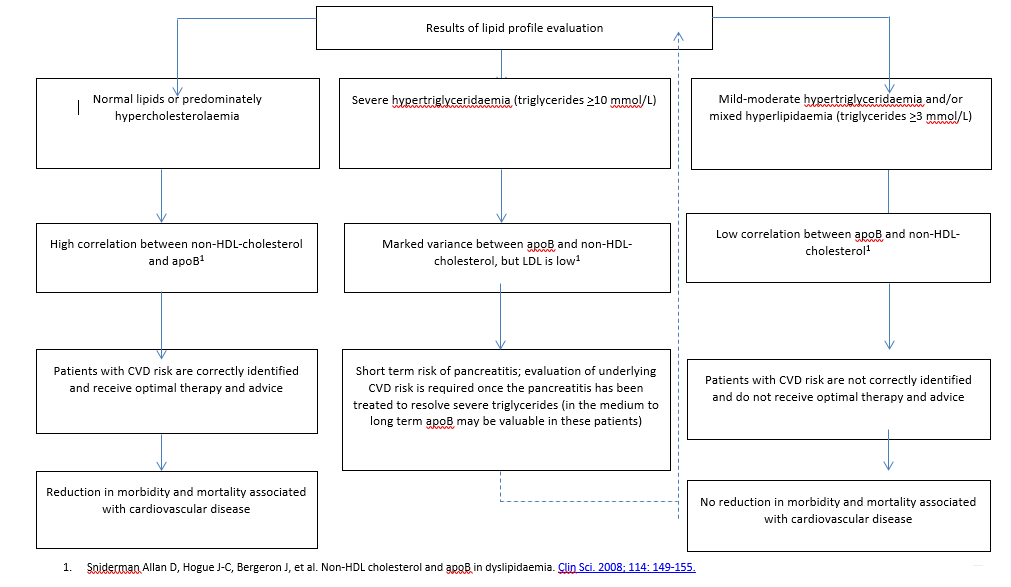 Results of lipid profile evaluation
Normal lipids or predominately
hypercholesterolaemia
Severe hypertriglyceridaemia (triglycerides ≥10 mmol/L)
Mild-moderate hypertriglyceridaemia and/or
mixed hyperlipidaemia (triglycerides ≥3 mmol/L)
High correlation between non-HDL-cholesterol
and apoB¹
Marked variance between apoB and non-HDL-
cholesterol, but LDL is low¹
Low correlation between apoB and non-HDL-
cholesterol¹
Patients with CVD risk are correctly identified
and receive optimal therapy and advice
Short term risk of pancreatitis; evaluation of underlying
CVD risk is required once the pancreatitis has been
treated to resolve severe triglycerides (in the medium to
long term apoB may be valuable in these patients)
Patients with CVD risk are not correctly identified
and do not receive optimal therapy and advice
Reduction in morbidity and mortality associated
with cardiovascular disease
No reduction in morbidity and mortality associated
with cardiovascular disease
1. Sniderman Allan D, Hogue J-C, Bergeron J, et al. Non-HDL cholesterol and apoB in dyslipidaemia. Clin Sci. 2008; 114: 149-155.